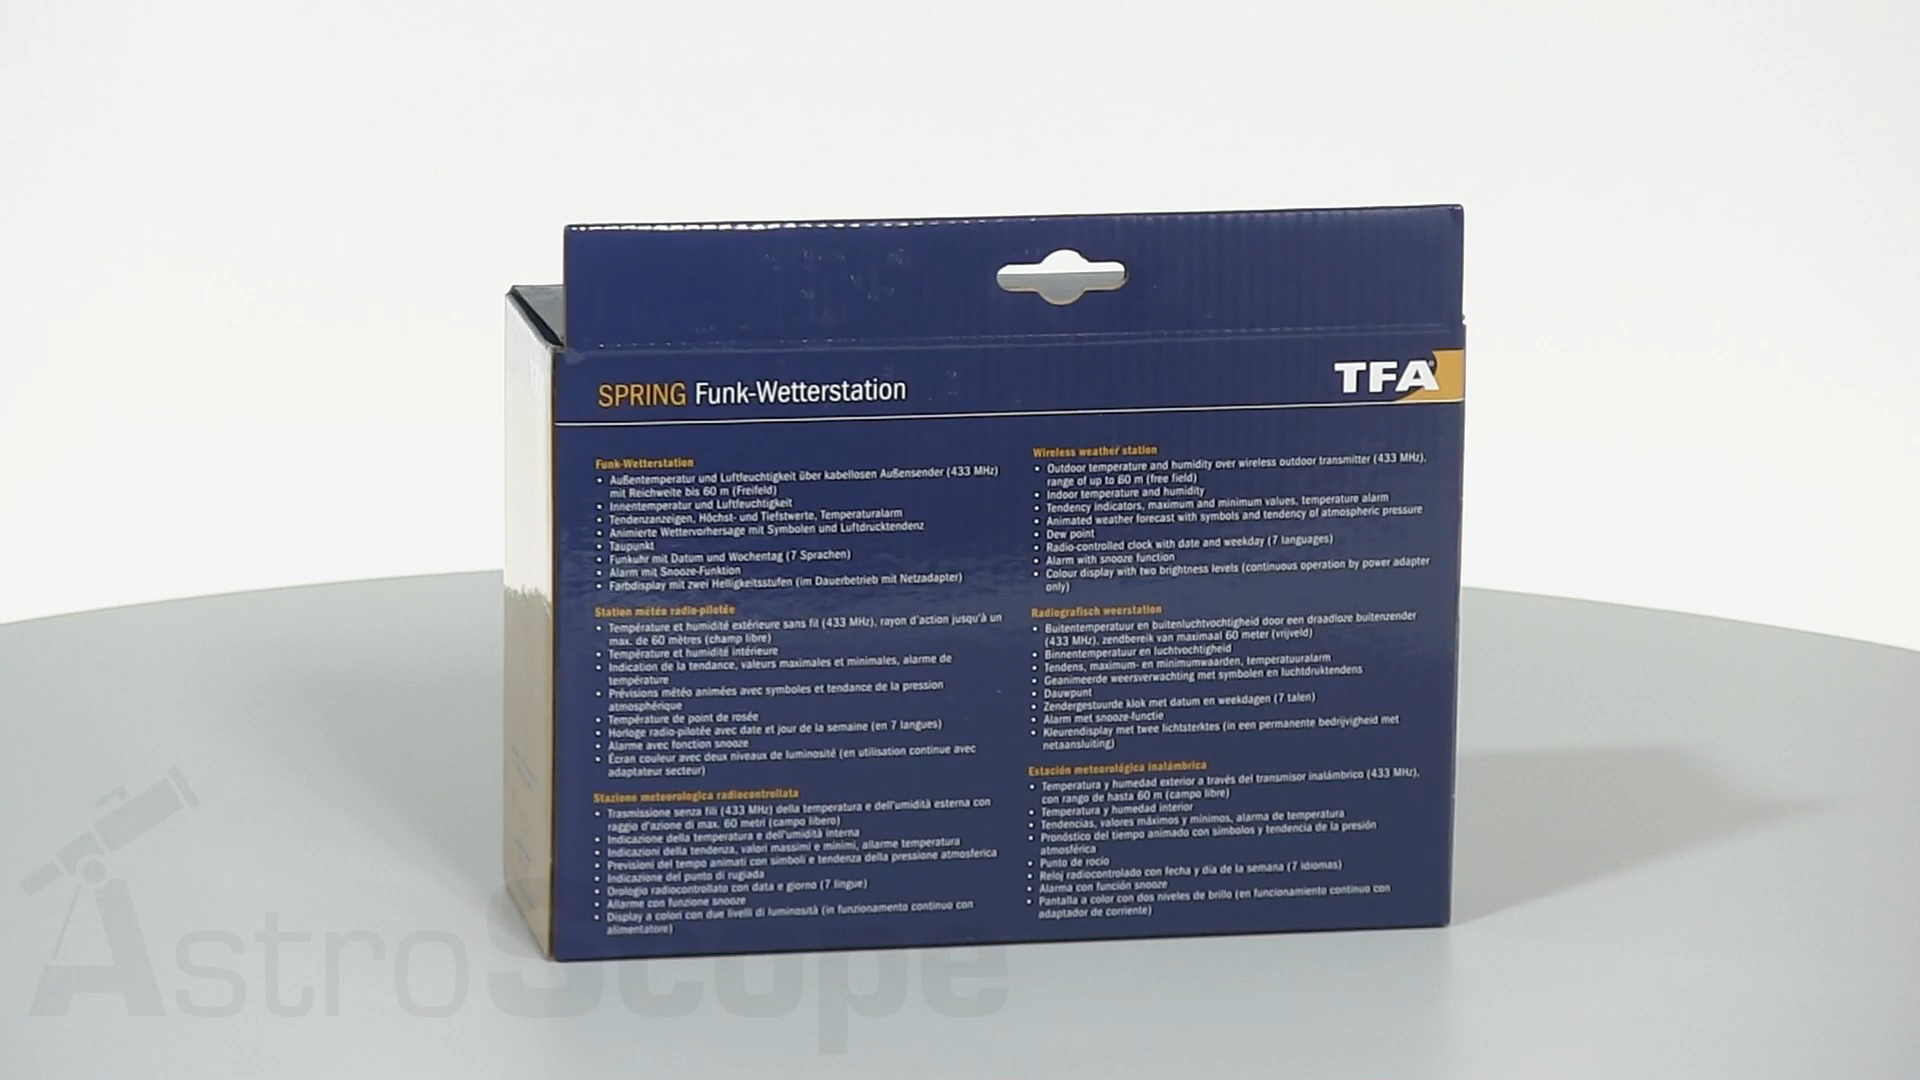 SPRING Funk-Wetterstation
TFA
Funk-Wetterstation
• Außentemperatur und Luftfeuchtigkeit über kabellosen Außensender (433 MHz)
mit Reichweite bis 60 m (Freifeld)
• Innentemperatur und Luftfeuchtigkeit
• Tendenzanzeigen, Höchst- und Tiefstwerte, Temperaturalarm
• Animierte Wettervorhersage mit Symbolen und Luftdrucktendenz
• Taupunkt
• Funkuhr mit Datum und Wochentag (7 Sprachen)
• Alarm mit Snooze-Funktion
• Farbdisplay mit zwei Helligkeitsstufen (im Dauerbetrieb mit Netzadapter)
Station météo radio-pilotée
• Température et humidité extérieure sans fil (433 MHz), rayon d'action jusqu'à un
max. de 60 mètres (champ libre)
• Température et humidité intérieure
• Indication de la tendance, valeurs maximales et minimales, alarme de
température
• Prévisions météo animées avec symboles et tendance de la pression
atmosphérique
• Température de point de rosée
• Horloge radio-pilotée avec date et jour de la semaine (en 7 langues)
• Alarme avec fonction snooze
• Écran couleur avec deux niveaux de luminosité (en utilisation continue avec
adaptateur secteur)
Stazione meteorologica radiocontrollata
• Trasmissione senza fili (433 MHz) della temperatura e dell'umidità esterna con
raggio d'azione di max. 60 metri (campo libero)
• Indicazione della temperatura e dell'umidità interna
• Indicazioni della tendenza, valori massimi e minimi, allarme temperatura
• Previsioni del tempo animati con simboli e tendenza della pressione atmosferica
• Indicazione del punto di rugiada
• Orologio radiocontrollato con data e giorno (7 lingue)
• Allarme con funzione snooze
• Display a colori con due livelli di luminosità (in funzionamento continuo con
alimentatore)
Wireless weather station
• Outdoor temperature and humidity over wireless outdoor transmitter (433 MHz),
range of up to 60 m (free field)
• Indoor temperature and humidity
• Tendency indicators, maximum and minimum values, temperature alarm
• Animated weather forecast with symbols and tendency of atmospheric pressure
• Dew point
• Radio-controlled clock with date and weekday (7 languages)
• Alarm with snooze function
• Colour display with two brightness levels (continuous operation by power adapter
only)
Radiografisch weerstation
• Buitentemperatuur en buitenluchtvochtigheid door een draadloze buitenzender
(433 MHz), zendbereik van maximaal 60 meter (vrijveld)
• Binnentemperatuur en luchtvochtigheid
• Tendens, maximum- en minimumwaarden, temperatuuralarm
• Geanimeerde weersverwachting met symbolen en luchtdruktendens
• Dauwpunt
• Zendergestuurde klok met datum en weekdagen (7 talen)
• Alarm met snooze-functie
• Kleurendisplay met twee lichtsterktes (in een permanente bedrijvigheid met
netaansluiting)
Estación meteorológica inalámbrica
• Temperatura y humedad exterior a través del transmisor inalámbrico (433 MHz),
con rango de hasta 60 m (campo libre)
• Temperatura y humedad interior
• Tendencias, valores máximos y mínimos, alarma de temperatura
• Pronóstico del tiempo animado con símbolos y tendencia de la presión
atmosférica
• Punto de rocío
• Reloj radiocontrolado con fecha y día de la semana (7 idiomas)
• Alarma con función snooze
• Pantalla a color con dos niveles de brillo (en funcionamiento continuo con
adaptador de corriente)
AstroScope